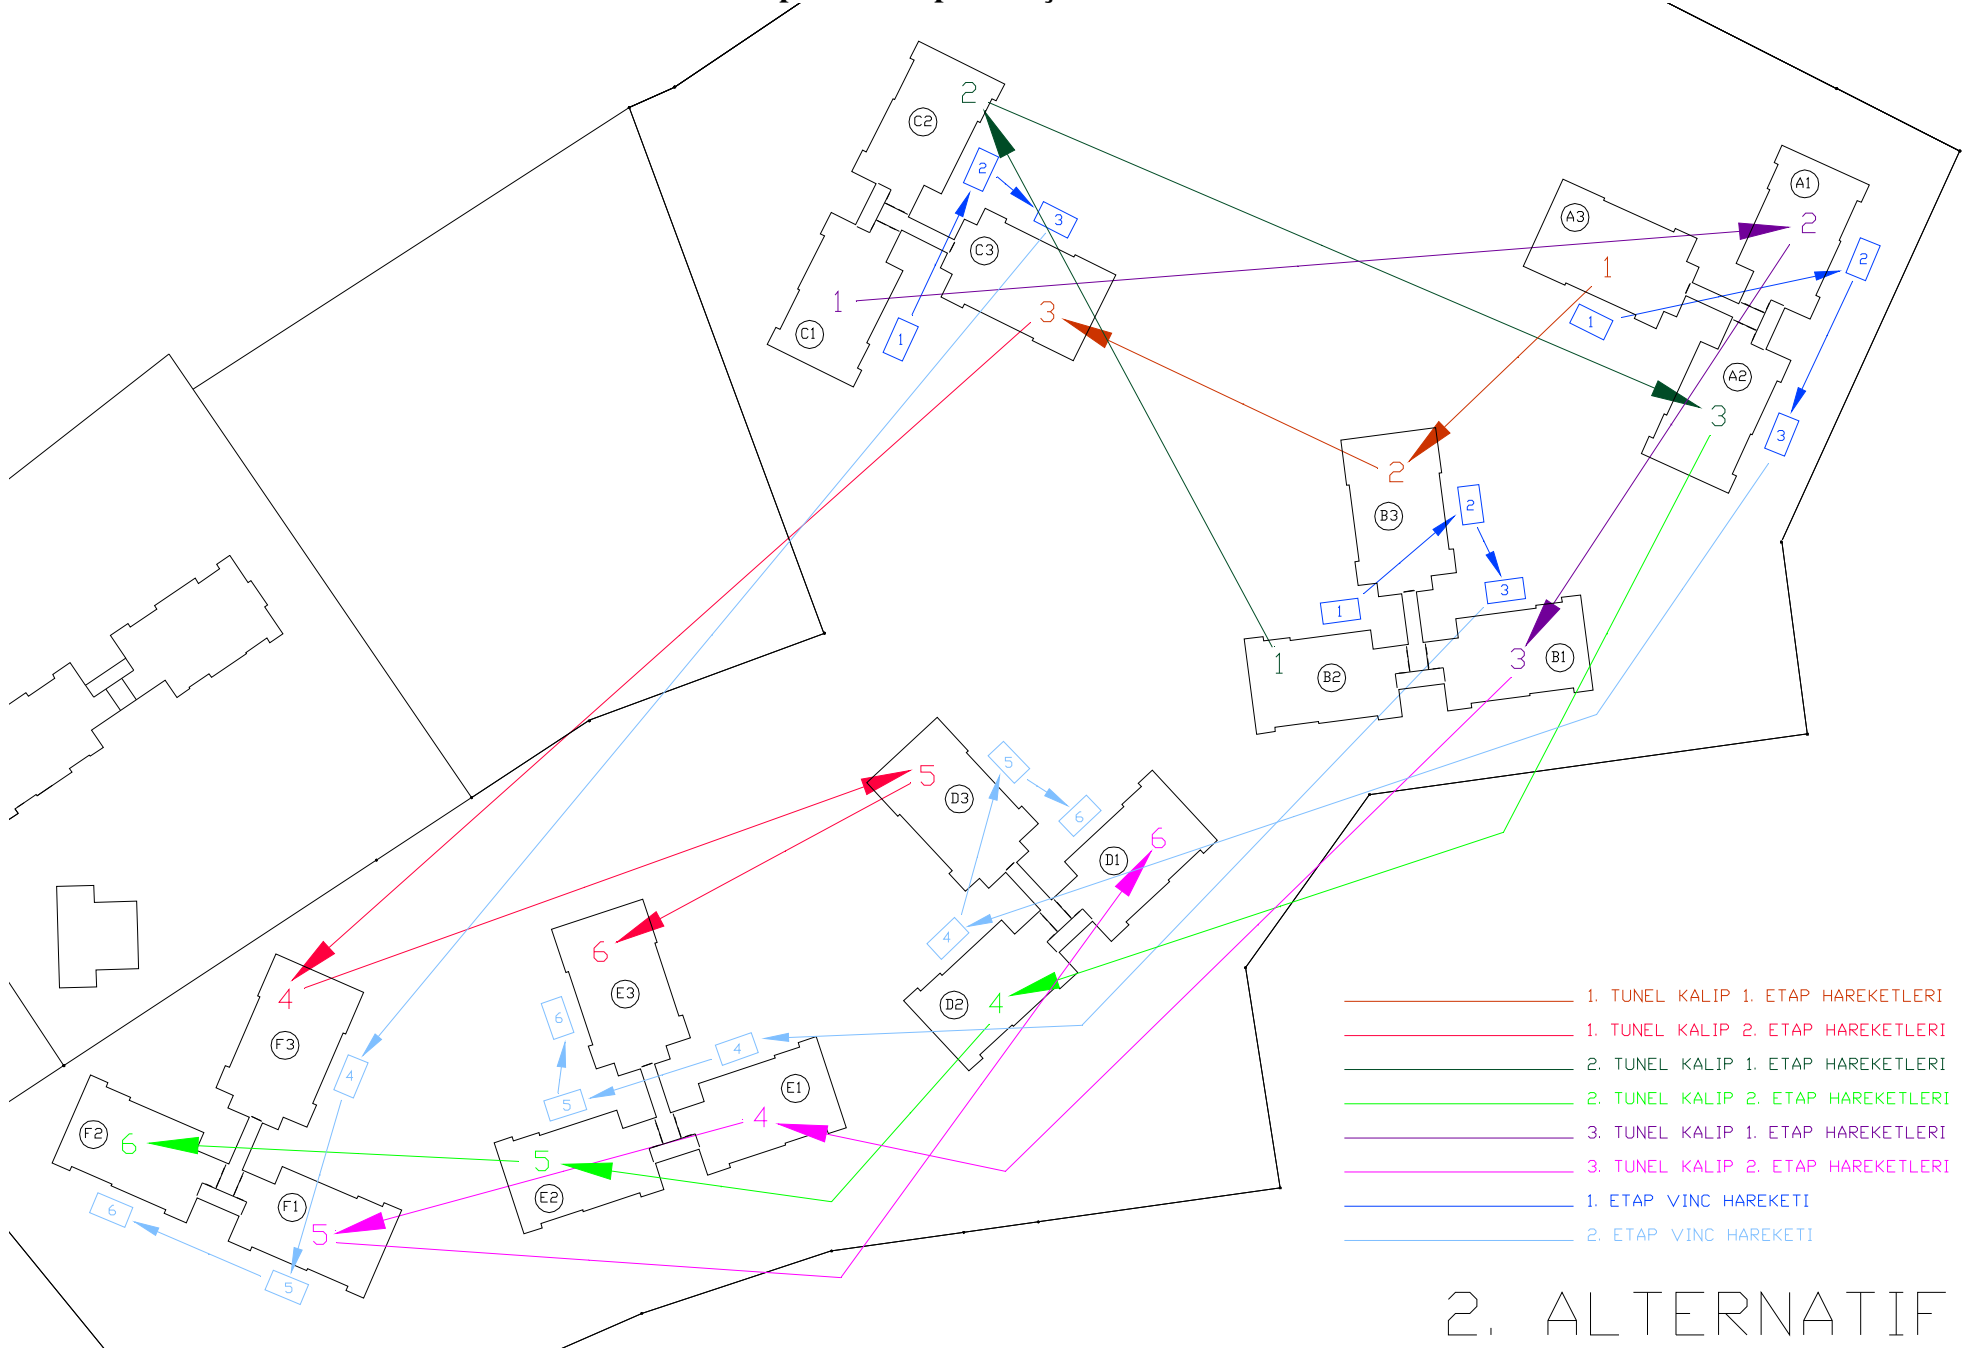 2
C2
2
A1
3
A3
2
C3
2
1
1
3
1
C1
1
A2
3
3
2
2
B3
3
1
3
B1
1
B2
5
5
D3
6
6
D1
4
6
E3
4
D2
4
6
F3
4
4
5
E1
4
F2
6
5
E2
F1
6
5
5
1. TUNEL KALIP 1. ETAP HAREKETLERI
1. TUNEL KALIP 2. ETAP HAREKETLERI
2. TUNEL KALIP 1. ETAP HAREKETLERI
2. TUNEL KALIP 2. ETAP HAREKETLERI
3. TUNEL KALIP 1. ETAP HAREKETLERI
3. TUNEL KALIP 2. ETAP HAREKETLERI
1. ETAP VINC HAREKETI
2. ETAP VINC HAREKETI
2. ALTERNATIF